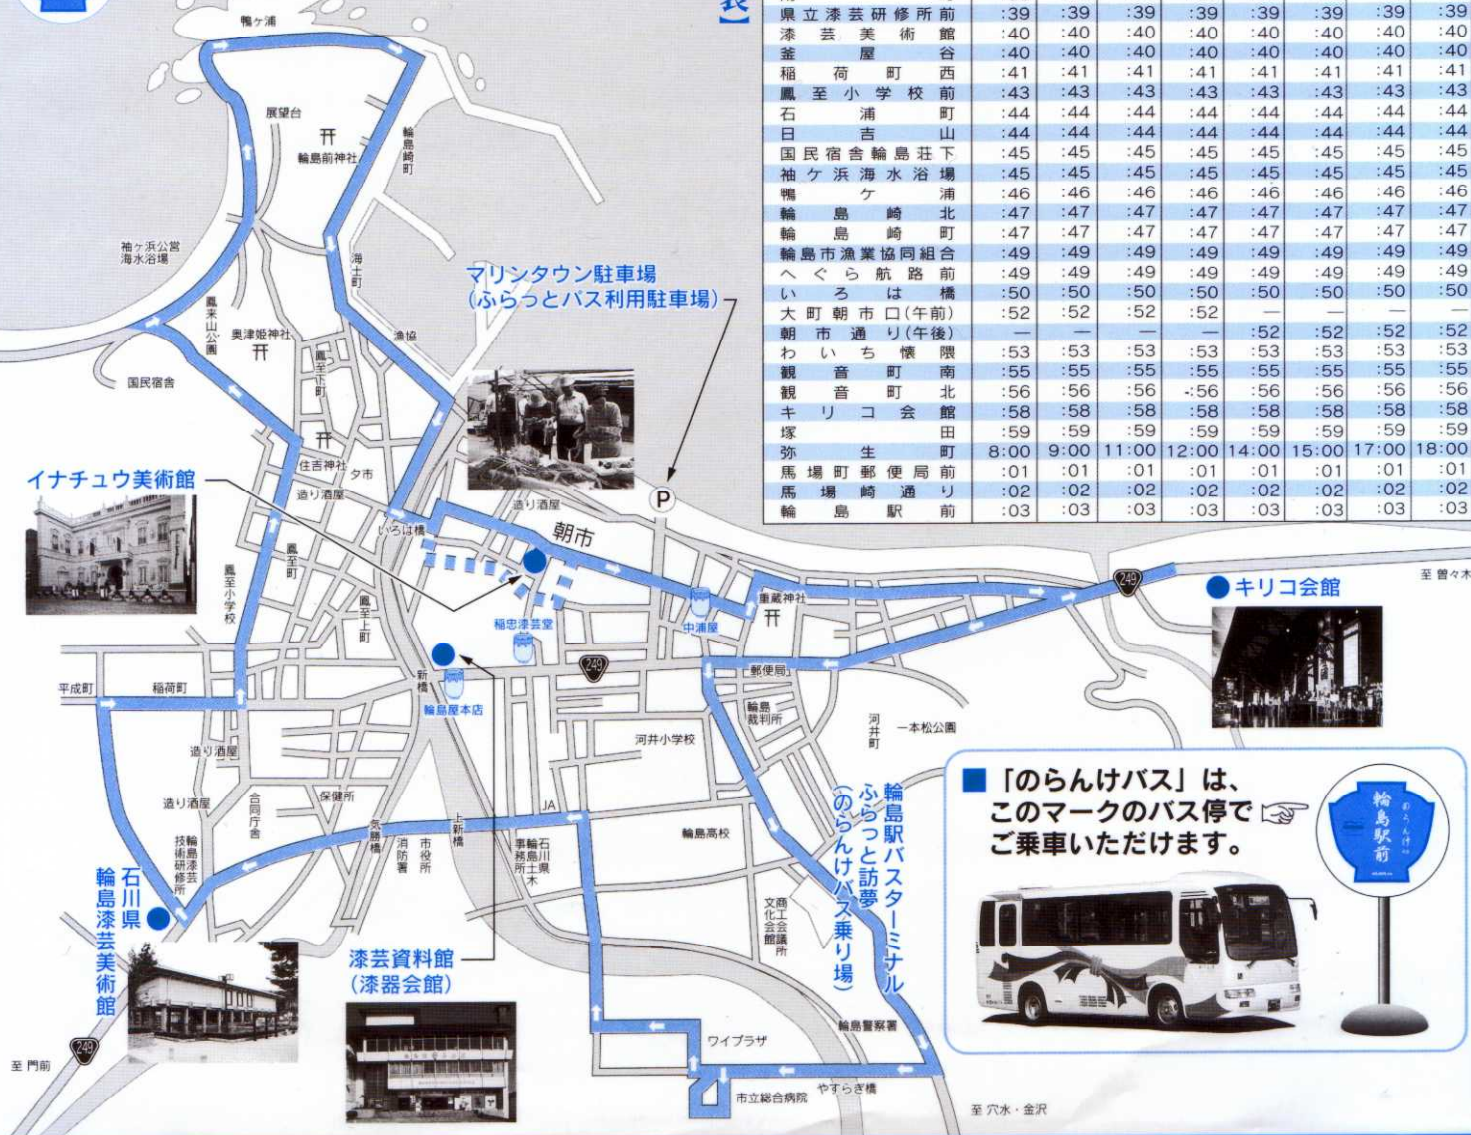 表】
県立漆芸研修所前 :39 :39 :39 :39 :39 :39 :39 :39
漆芸美術館 :40 :40 :40 :40 :40 :40 :40 :40
釜屋谷 :40 :40 :40 :40 :40 :40 :40 :40
稲荷町西 :41 :41 :41 :41 :41 :41 :41 :41
鳳至小学校前 :43 :43 :43 :43 :43 :43 :43 :43
石浦町 :44 :44 :44 :44 :44 :44 :44 :44
日吉山 :44 :44 :44 :44 :44 :44 :44 :44
国民宿舎輪島荘下 :45 :45 :45 :45 :45 :45 :45 :45
袖ケ浜海水浴場 :45 :45 :45 :45 :45 :45 :45 :45
鴨ケ浦 :46 :46 :46 :46 :46 :46 :46 :46
輪島崎北 :47 :47 :47 :47 :47 :47 :47 :47
輪島崎町 :47 :47 :47 :47 :47 :47 :47 :47
輪島市漁業協同組合 :49 :49 :49 :49 :49 :49 :49 :49
へぐら航路前 :49 :49 :49 :49 :49 :49 :49 :49
いろは橋 :50 :50 :50 :50 :50 :50 :50 :50
大町朝市口(午前) :52 :52 :52 :52 — — — —
朝市通り(午後) — — — — :52 :52 :52 :52
わいち懐隈 :53 :53 :53 :53 :53 :53 :53 :53
観音町南 :55 :55 :55 :55 :55 :55 :55 :55
観音町北 :56 :56 :56 :56 :56 :56 :56 :56
キリコ会館 :58 :58 :58 :58 :58 :58 :58 :58
塚田 :59 :59 :59 :59 :59 :59 :59 :59
弥生町 8:00 9:00 11:00 12:00 14:00 15:00 17:00 18:00
馬場町郵便局前 :01 :01 :01 :01 :01 :01 :01 :01
馬場崎通り :02 :02 :02 :02 :02 :02 :02 :02
輪島駅前 :03 :03 :03 :03 :03 :03 :03 :03
鴨ヶ浦
展望台
輪島前神社
輪島崎町
袖ヶ浜公営
海水浴場
海士町
マリンタウン駐車場
(ふらっとバス利用駐車場)
鳳来山公園
奥津姫神社
漁協
鳳至下町
国民宿舎
住吉神社
夕市
造り酒屋
イナチュウ美術館
造り酒屋
P
いろは橋
朝市
鳳至町
鳳至小学校
鳳至上町
稲忠漆芸堂
中浦屋
重蔵神社
249
キリコ会館
至 曽々木
249
郵便局
新橋
輪島屋本店
平成町
稲荷町
輪島
裁判所
河井町
一本松公園
河井小学校
造り酒屋
造り酒屋
合同庁舎
保健所
JA
輪島高校
気勝橋
消防署
市役所
上新橋
石川県
輪島土木
事務所
輪島漆芸
技術研修所
石川県
輪島漆芸美術館
漆芸資料館
(漆器会館)
商工会議所
文化会館
輪島駅バスターミナル
ふらっと訪夢
(のらんけバス乗り場)
輪島警察署
ワイプラザ
市立総合病院
やすらぎ橋
249
至 門前
至 穴水・金沢
■「のらんけバス」は、
このマークのバス停で
ご乗車いただけます。
のらんけバス
輪島駅前